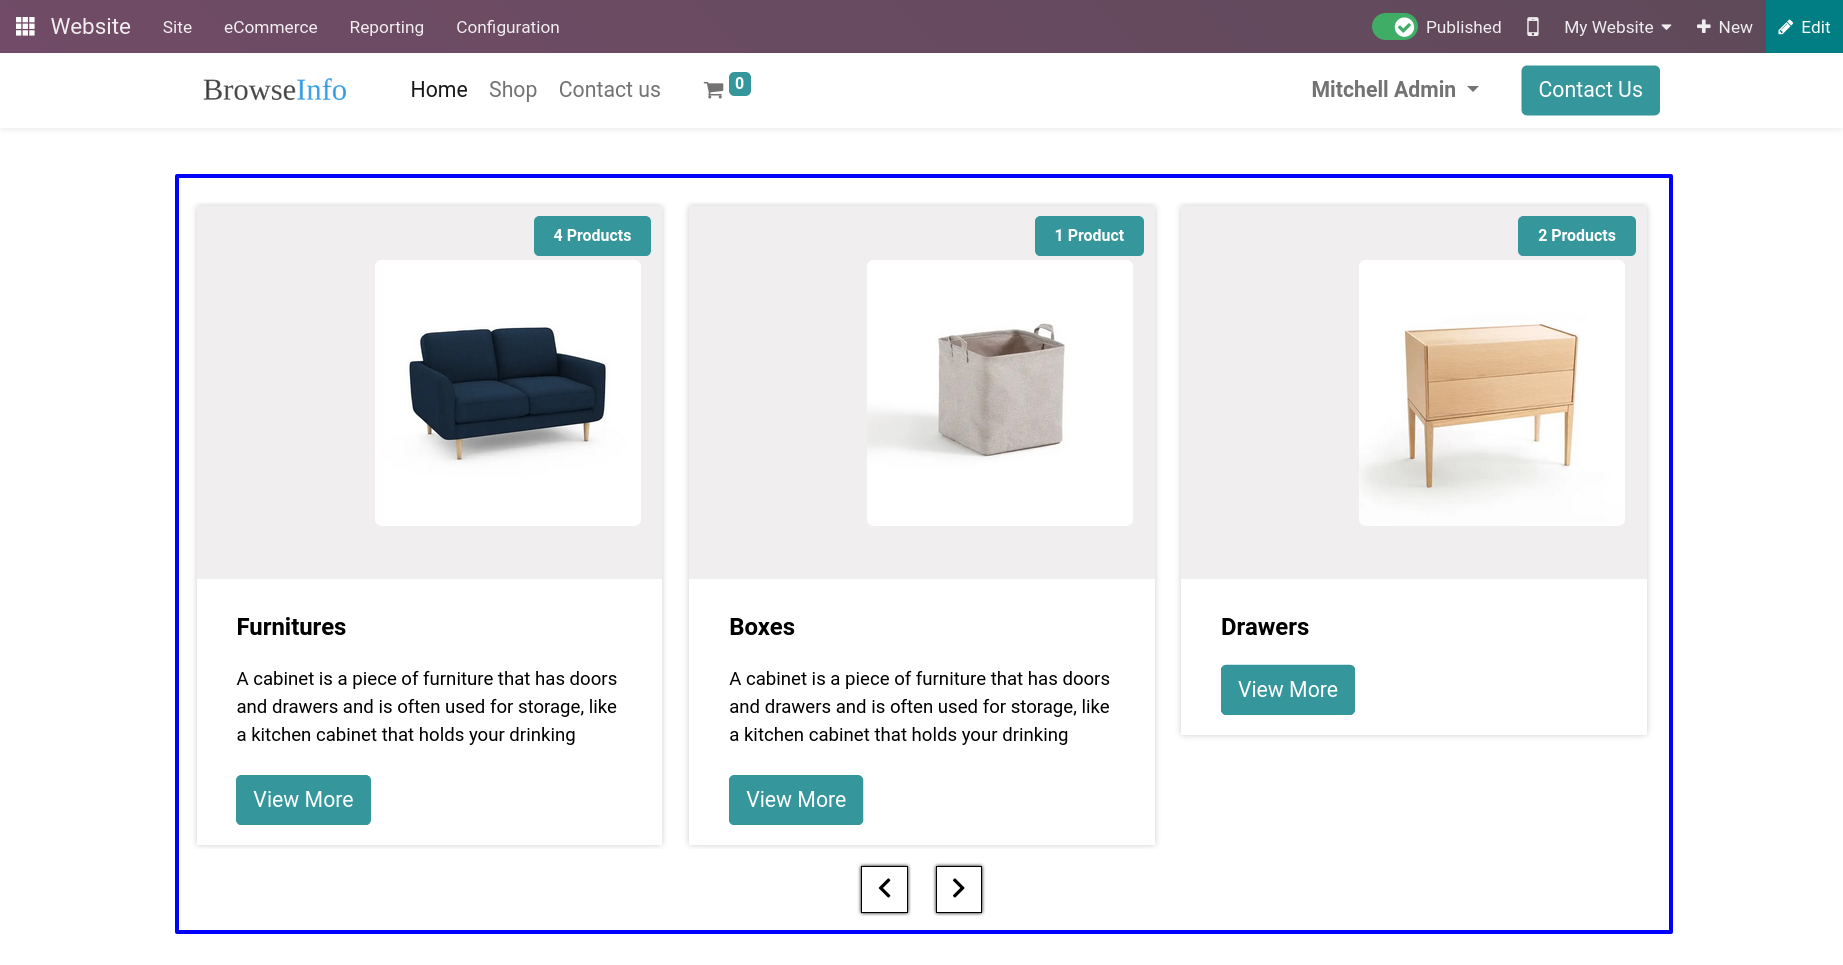 Website Site eCommerce Reporting Configuration Published My Website New Edit
BrowseInfo Home Shop Contact us 0 Mitchell Admin Contact Us
4 Products
1 Product
2 Products
Furnitures
A cabinet is a piece of furniture that has doors
and drawers and is often used for storage, like
a kitchen cabinet that holds your drinking
View More
Boxes
A cabinet is a piece of furniture that has doors
and drawers and is often used for storage, like
a kitchen cabinet that holds your drinking
View More
Drawers
View More